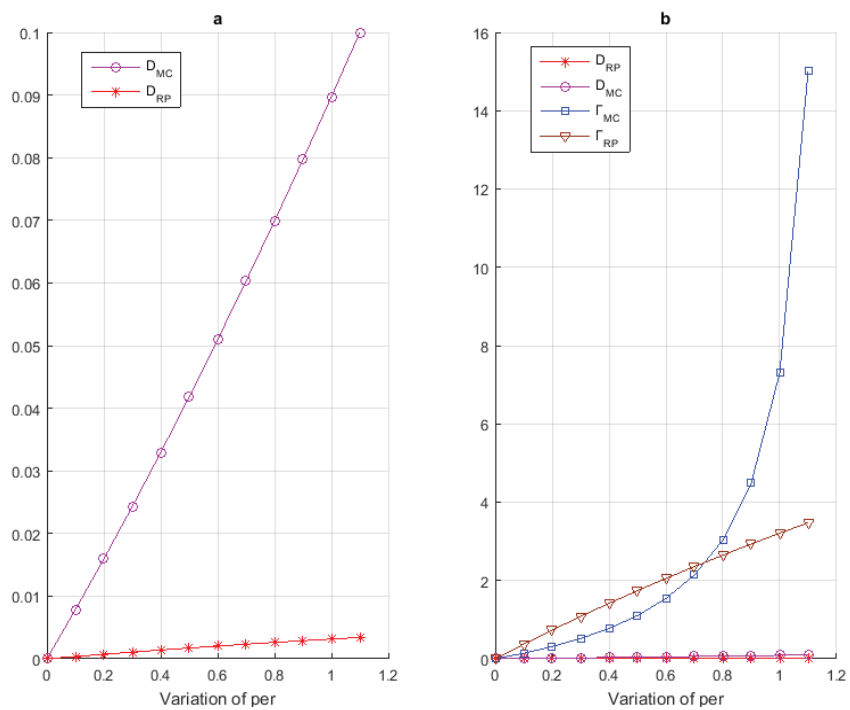 a
D_MC
D_RP
0.1
0.09
0.08
0.07
0.06
0.05
0.04
0.03
0.02
0.01
0
0 0.2 0.4 0.6 0.8 1 1.2
Variation of per
b
D_RP
D_MC
Γ_MC
Γ_RP
16
14
12
10
8
6
4
2
0
0 0.2 0.4 0.6 0.8 1 1.2
Variation of per